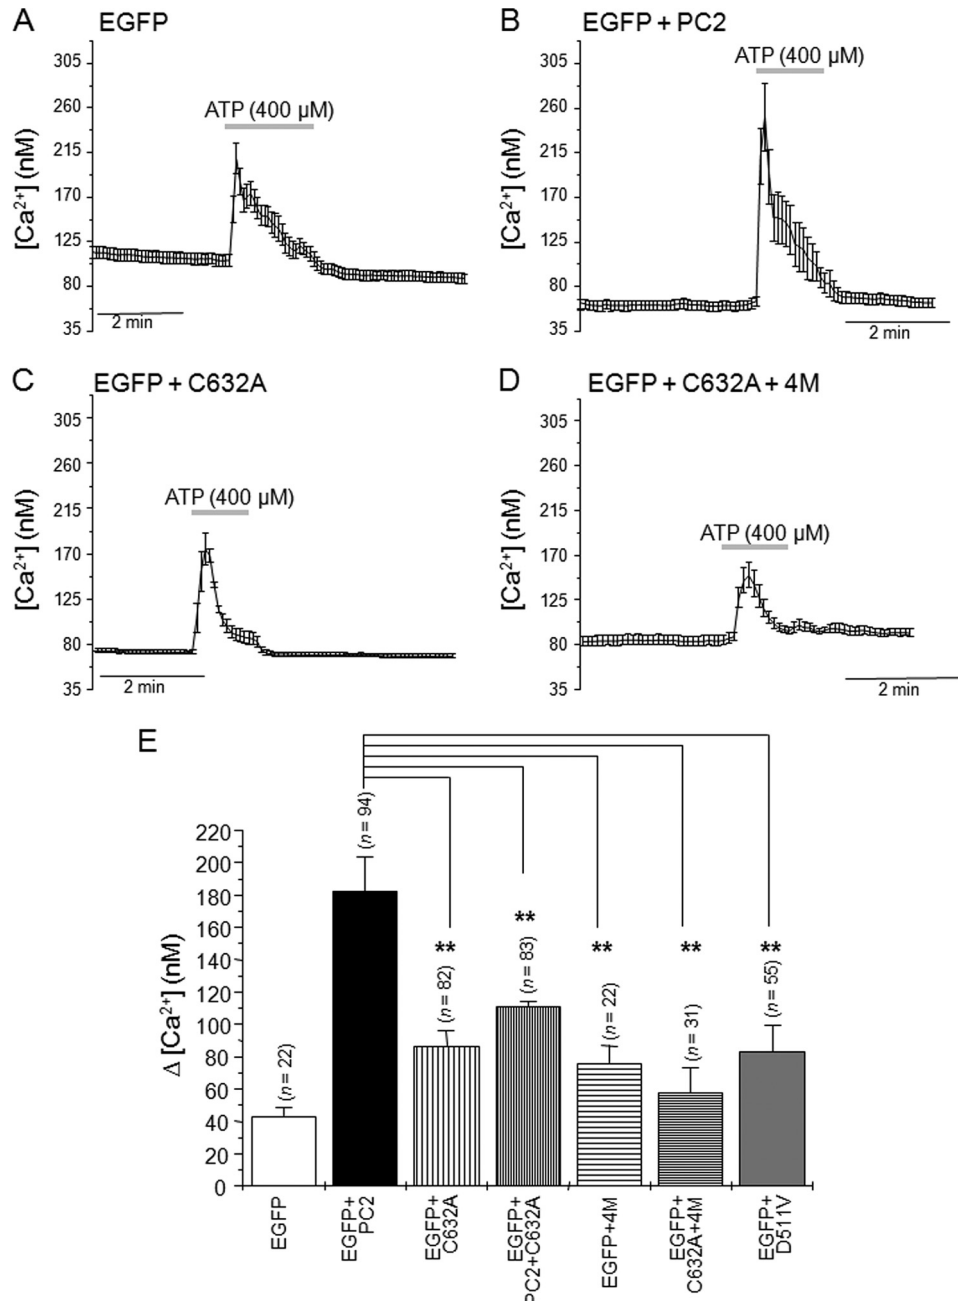 A EGFP
[Ca²⁺] (nM)
305
260
215
170
125
80
35
ATP (400 µM)
2 min
B EGFP + PC2
[Ca²⁺] (nM)
305
260
215
170
125
80
35
ATP (400 µM)
2 min
C EGFP + C632A
[Ca²⁺] (nM)
305
260
215
170
125
80
35
ATP (400 µM)
2 min
D EGFP + C632A + 4M
[Ca²⁺] (nM)
305
260
215
170
125
80
35
ATP (400 µM)
2 min
E
Δ [Ca²⁺] (nM)
220
200
180
160
140
120
100
80
60
40
20
0
(n = 22)
(n = 94)
** (n = 82)
** (n = 83)
** (n = 22)
** (n = 31)
** (n = 55)
EGFP
EGFP+
PC2
EGFP+
C632A
EGFP+
PC2+C632A
EGFP+4M
EGFP+
C632A+4M
EGFP+
D511V